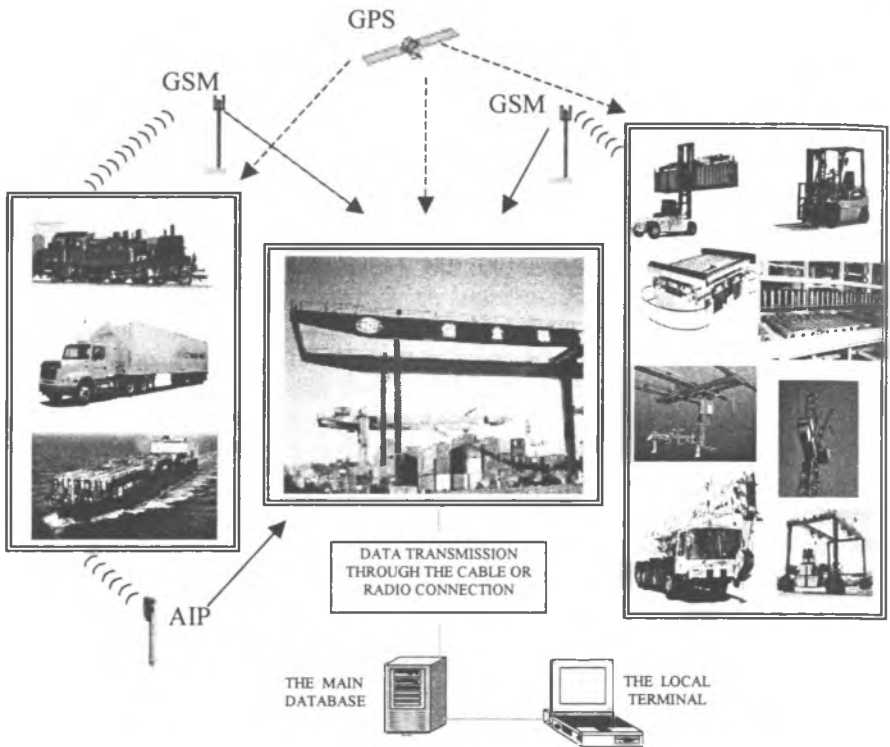 GPS
GSM
GSM
DATA TRANSMISSION
THROUGH THE CABLE OR
RADIO CONNECTION
AIP
THE MAIN
DATABASE
THE LOCAL
TERMINAL